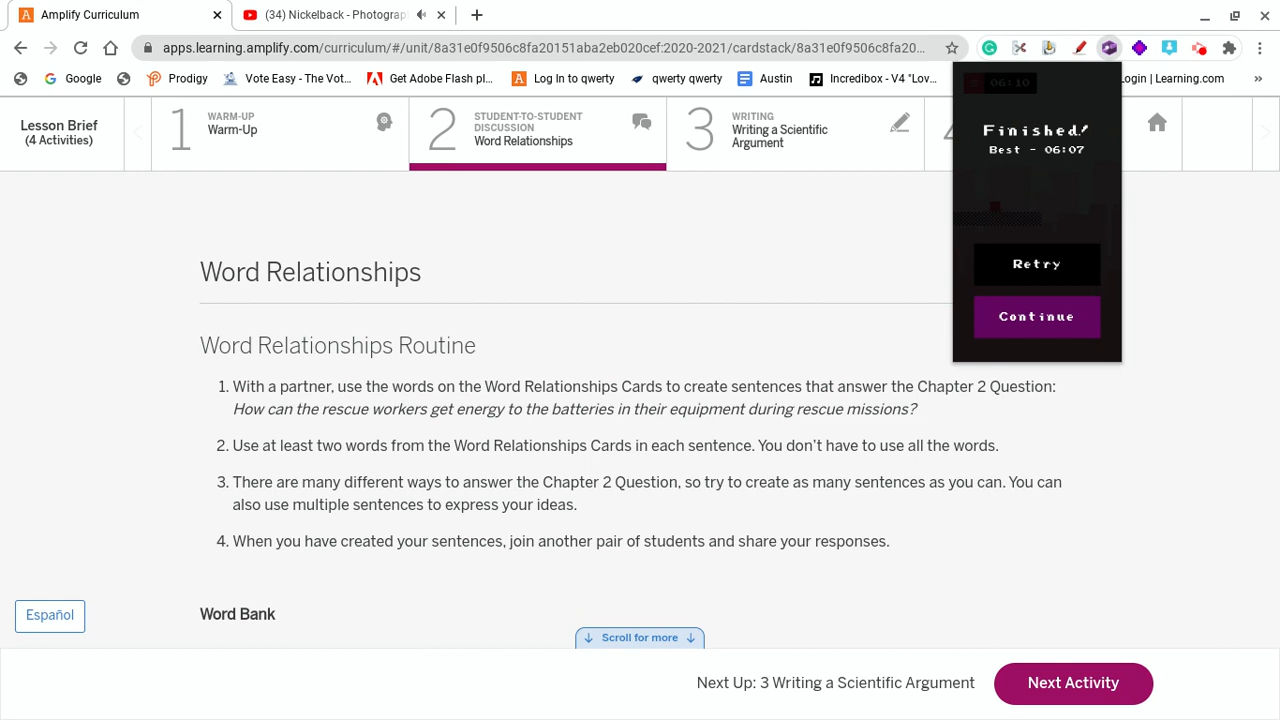 Amplify Curriculum
(34) Nickelback - Photograp
apps.learning.amplify.com/curriculum/#/unit/8a31e0f9506c8fa20151aba2eb020cef:2020-2021/cardstack/8a31e0f9506c8fa20...
Google
Prodigy
Vote Easy - The Vot...
Get Adobe Flash pl...
Log In to qwerty
qwerty qwerty
Austin
Incredibox - V4 "Lov...
Login | Learning.com
»
Lesson Brief
(4 Activities)
1
WARM-UP
Warm-Up
2
STUDENT-TO-STUDENT
DISCUSSION
Word Relationships
3
WRITING
Writing a Scientific
Argument
4
06:10
Finished!
Best - 06:07
Retry
Continue
Word Relationships
Word Relationships Routine
1. With a partner, use the words on the Word Relationships Cards to create sentences that answer the Chapter 2 Question:
How can the rescue workers get energy to the batteries in their equipment during rescue missions?
2. Use at least two words from the Word Relationships Cards in each sentence. You don't have to use all the words.
3. There are many different ways to answer the Chapter 2 Question, so try to create as many sentences as you can. You can
also use multiple sentences to express your ideas.
4. When you have created your sentences, join another pair of students and share your responses.
Español
Word Bank
Scroll for more
Next Up: 3 Writing a Scientific Argument
Next Activity